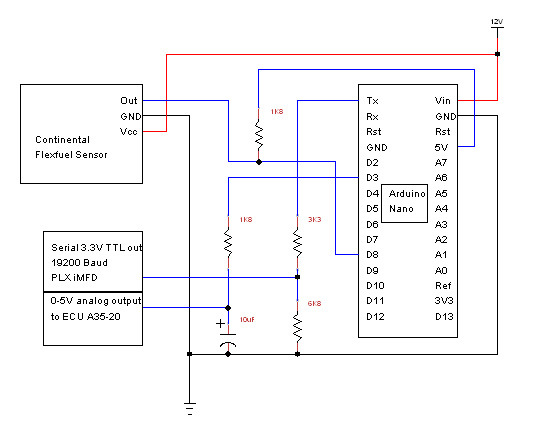 12V
Out
GND
Vcc
Continental
Flexfuel Sensor
1K8
Tx
Rx
Rst
GND
D2
D3
D4
D5
D6
D7
D8
D9
D10
D11
D12
Arduino
Nano
Vin
GND
Rst
5V
A7
A6
A5
A4
A3
A2
A1
A0
Ref
3V3
D13
1K8
3K3
Serial 3.3V TTL out
19200 Baud
PLX iMFD
0-5V analog output
to ECU A35-20
+
10uF
6K8